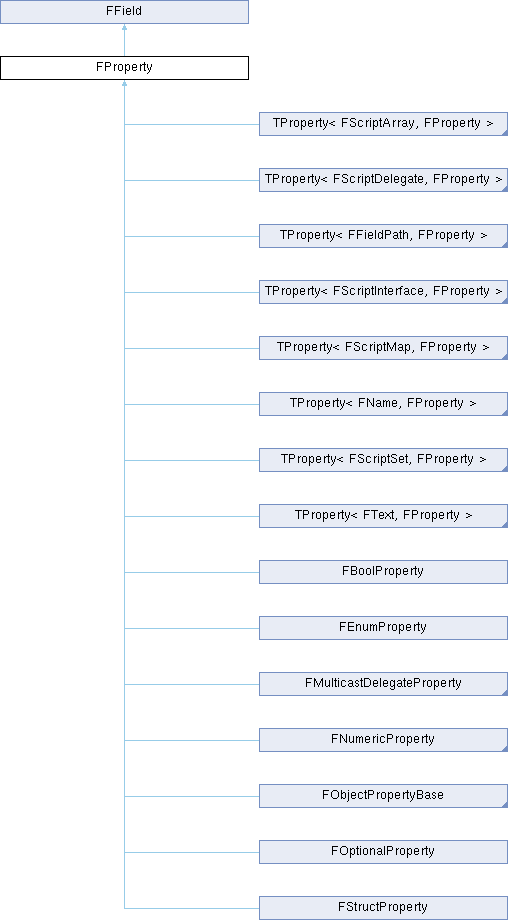 FField
FProperty
TProperty< FScriptArray, FProperty >
TProperty< FScriptDelegate, FProperty >
TProperty< FFieldPath, FProperty >
TProperty< FScriptInterface, FProperty >
TProperty< FScriptMap, FProperty >
TProperty< FName, FProperty >
TProperty< FScriptSet, FProperty >
TProperty< FText, FProperty >
FBoolProperty
FEnumProperty
FMulticastDelegateProperty
FNumericProperty
FObjectPropertyBase
FOptionalProperty
FStructProperty